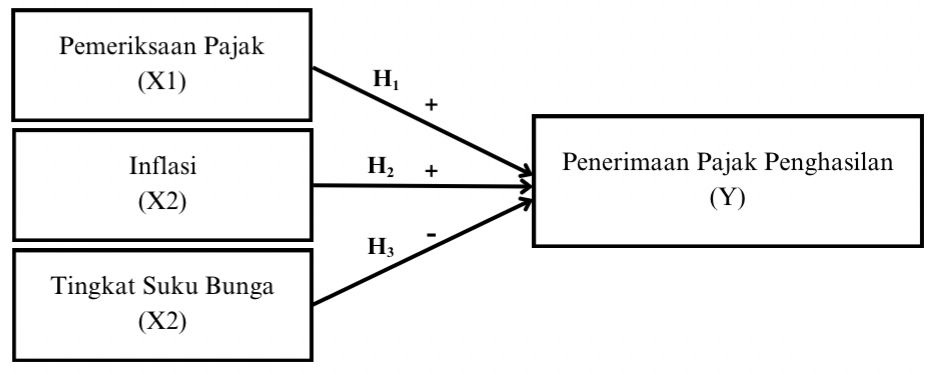 Pemeriksaan Pajak
(X1)
H₁
+
Inflasi
(X2)
H₂ +
Penerimaan Pajak Penghasilan
(Y)
H₃ -
Tingkat Suku Bunga
(X2)